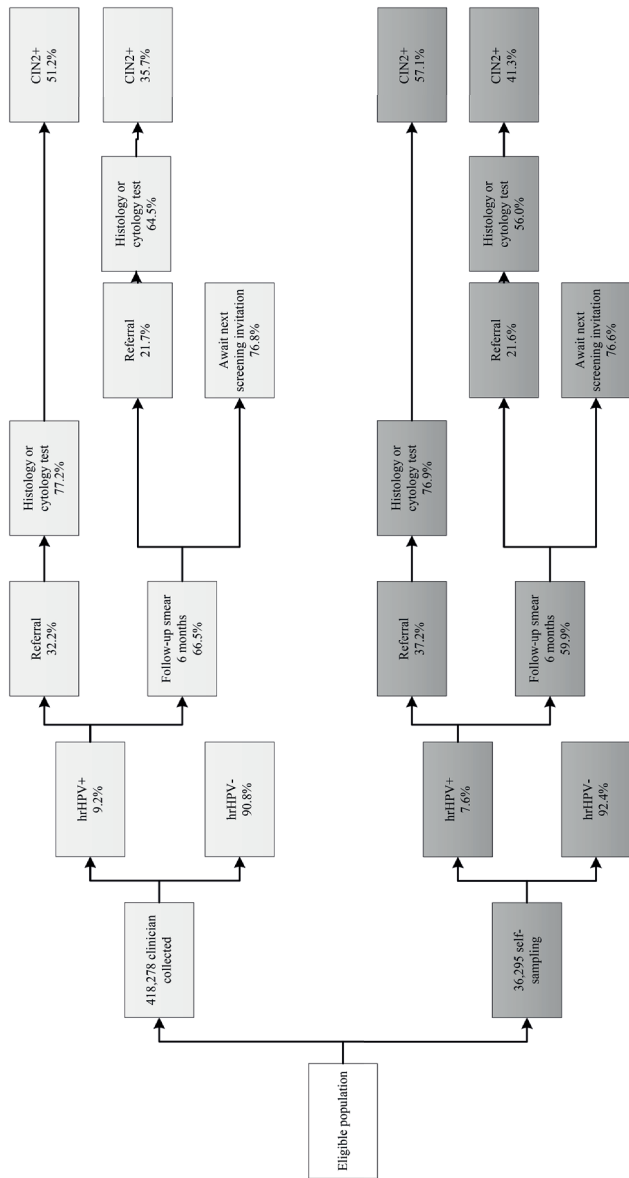 Eligible population
418,278 clinician
collected
hrHPV+
9.2%
Referral
32.2%
Histology or
cytology test
77.2%
CIN2+
51.2%
Follow-up smear
6 months
66.5%
Referral
21.7%
Histology or
cytology test
64.5%
CIN2+
35.7%
Await next
screening invitation
76.8%
hrHPV-
90.8%
36,295 self-
sampling
hrHPV+
7.6%
Referral
37.2%
Histology or
cytology test
76.9%
CIN2+
57.1%
Follow-up smear
6 months
59.9%
Referral
21.6%
Histology or
cytology test
56.0%
CIN2+
41.3%
Await next
screening invitation
76.6%
hrHPV-
92.4%